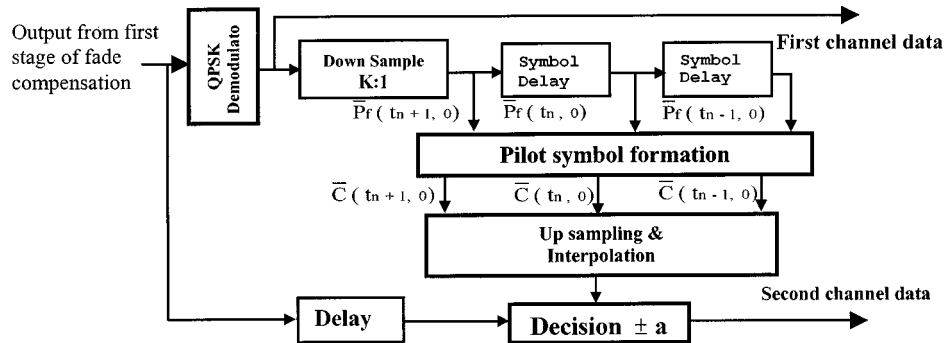 Output from first
stage of fade
compensation
QPSK
Demodulato
Down Sample
K:1
Symbol
Delay
Symbol
Delay
First channel data
P̅f ( tn + 1, 0)
P̅f ( tn , 0)
P̅f ( tn - 1, 0)
Pilot symbol formation
C̅ ( tn + 1, 0)
C̅ ( tn , 0)
C̅ ( tn - 1, 0)
Up sampling &
Interpolation
Second channel data
Delay
Decision ± a